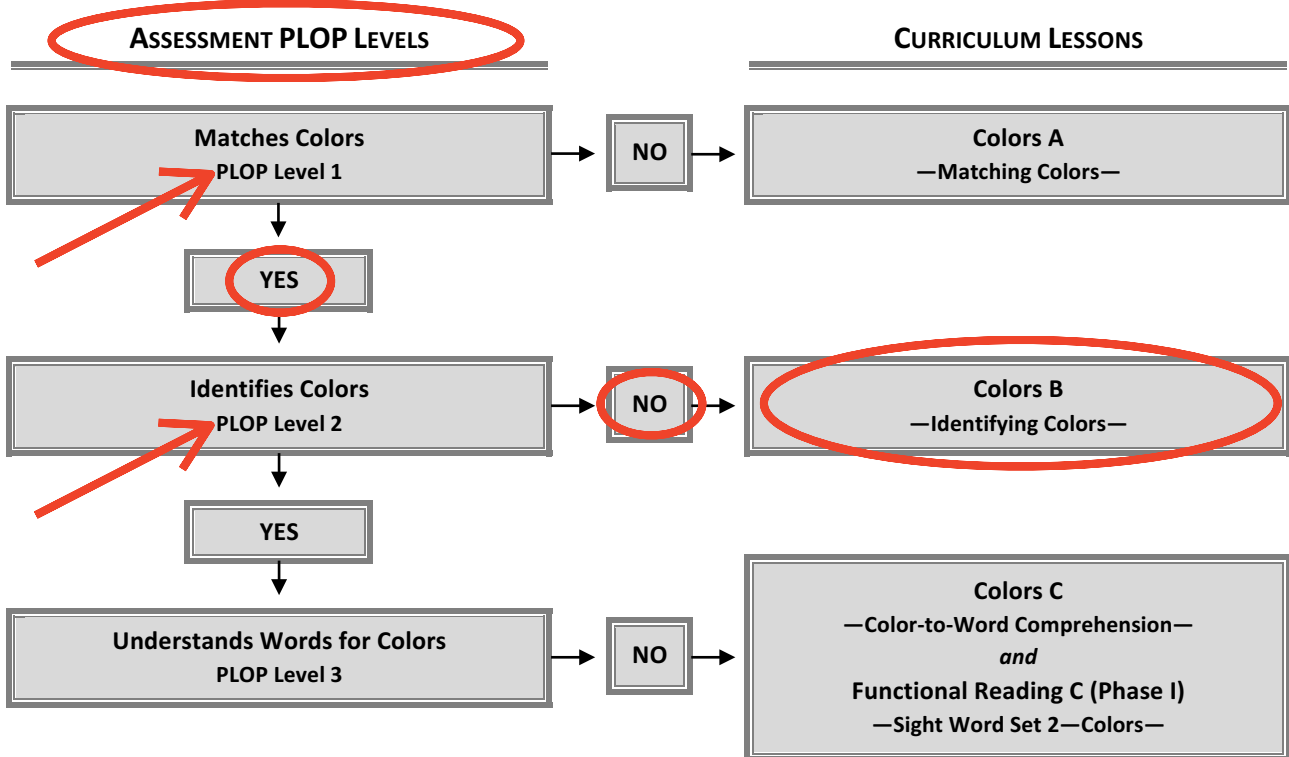 ASSESSMENT PLOP LEVELS
CURRICULUM LESSONS
Matches Colors
PLOP Level 1
NO
Colors A
—Matching Colors—
YES
Identifies Colors
PLOP Level 2
NO
Colors B
—Identifying Colors—
YES
Understands Words for Colors
PLOP Level 3
NO
Colors C
—Color-to-Word Comprehension—
and
Functional Reading C (Phase I)
—Sight Word Set 2—Colors—